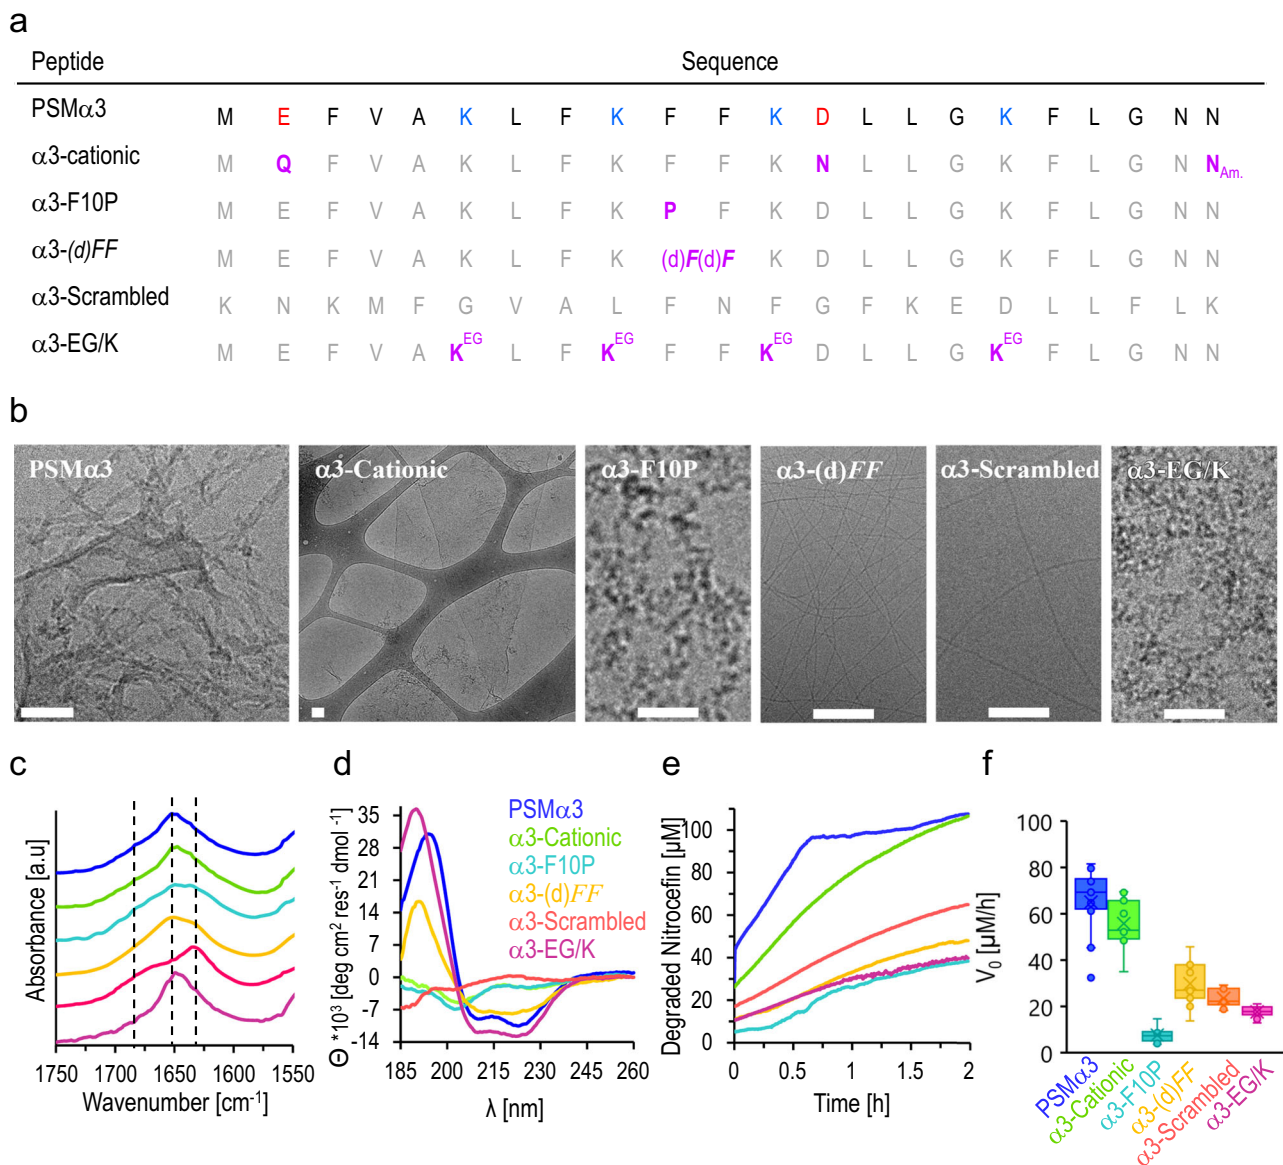 a
Peptide Sequence
PSMα3 M E F V A K L F K F F K D L L G K F L G N N
α3-cationic M Q F V A K L F K F F K N L L G K F L G N N Am.
α3-F10P M E F V A K L F K P F K D L L G K F L G N N
α3-(d)FF M E F V A K L F K (d)F(d)F K D L L G K F L G N N
α3-Scrambled K N K M F G V A L F N F G F K E D L L F L K
α3-EG/K M E F V A K EG L F K EG F F K EG D L L G K EG F L G N N
b
PSMα3 α3-Cationic α3-F10P α3-(d)FF α3-Scrambled α3-EG/K
c
Absorbance [a.u]
1750 1700 1650 1600 1550
Wavenumber [cm-1]
d
Θ *10³ [deg cm² res-1 dmol -1]
35
28
21
14
7
0
-7
-14
185 200 215 230 245 260
λ [nm]
PSMα3
α3-Cationic
α3-F10P
α3-(d)FF
α3-Scrambled
α3-EG/K
e
Degraded Nitrocefin [µM]
100
80
60
40
20
0
0 0.5 1 1.5 2
Time [h]
f
V0 [µM/h]
100
80
60
40
20
0
PSMα3
α3-Cationic
α3-F10P
α3-(d)FF
α3-Scrambled
α3-EG/K